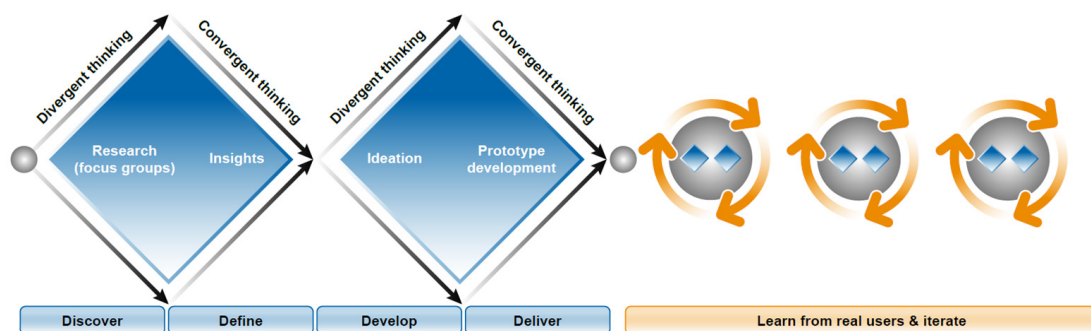 Divergent thinking
Convergent thinking
Divergent thinking
Convergent thinking
Research
(focus groups)
Insights
Ideation
Prototype
development
Discover
Define
Develop
Deliver
Learn from real users & iterate